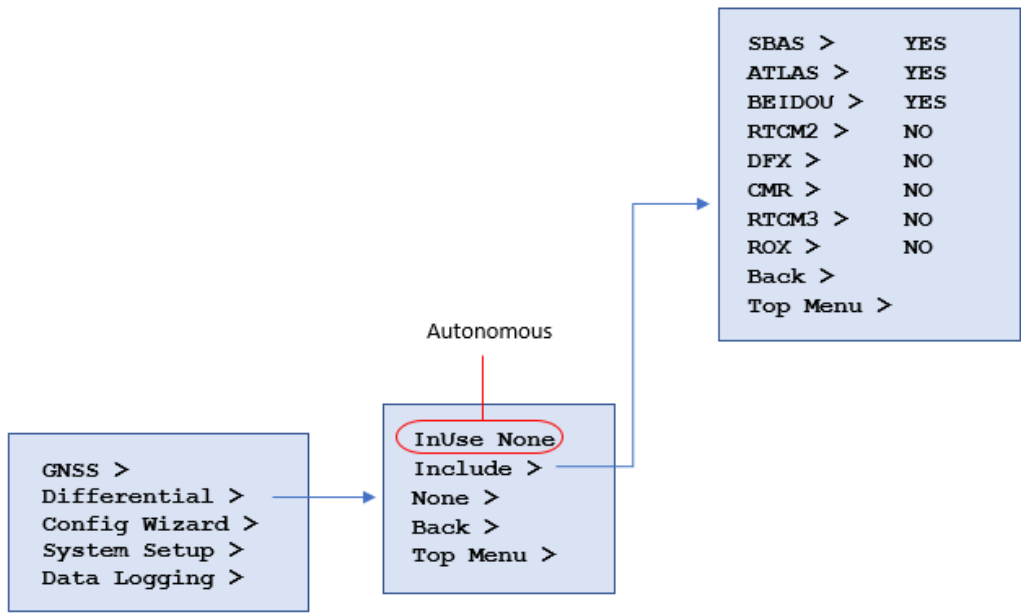 GNSS >
Differential >
Config Wizard >
System Setup >
Data Logging >
Autonomous
InUse None
Include >
None >
Back >
Top Menu >
SBAS > YES
ATLAS > YES
BEIDOU > YES
RTCM2 > NO
DFX > NO
CMR > NO
RTCM3 > NO
ROX > NO
Back >
Top Menu >